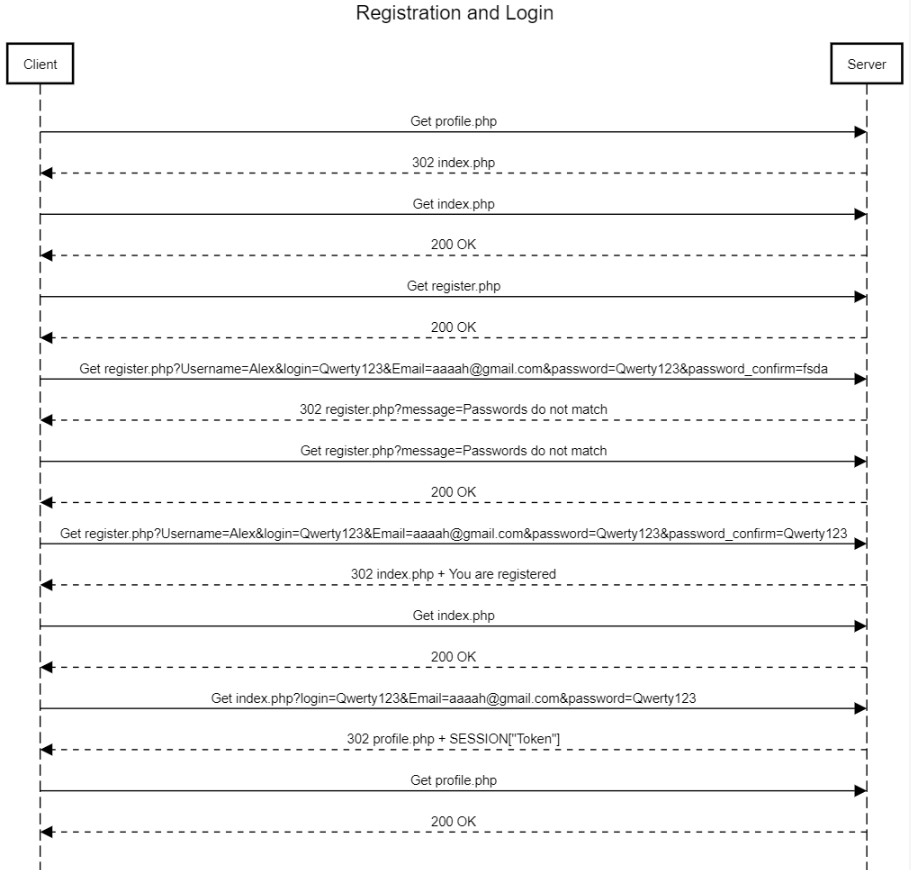 Registration and Login
Client
Server
Get profile.php
302 index.php
Get index.php
200 OK
Get register.php
200 OK
Get register.php?Username=Alex&login=Qwerty123&Email=aaaah@gmail.com&password=Qwerty123&password_confirm=fsda
302 register.php?message=Passwords do not match
Get register.php?message=Passwords do not match
200 OK
Get register.php?Username=Alex&login=Qwerty123&Email=aaaah@gmail.com&password=Qwerty123&password_confirm=Qwerty123
302 index.php + You are registered
Get index.php
200 OK
Get index.php?login=Qwerty123&Email=aaaah@gmail.com&password=Qwerty123
302 profile.php + SESSION["Token"]
Get profile.php
200 OK